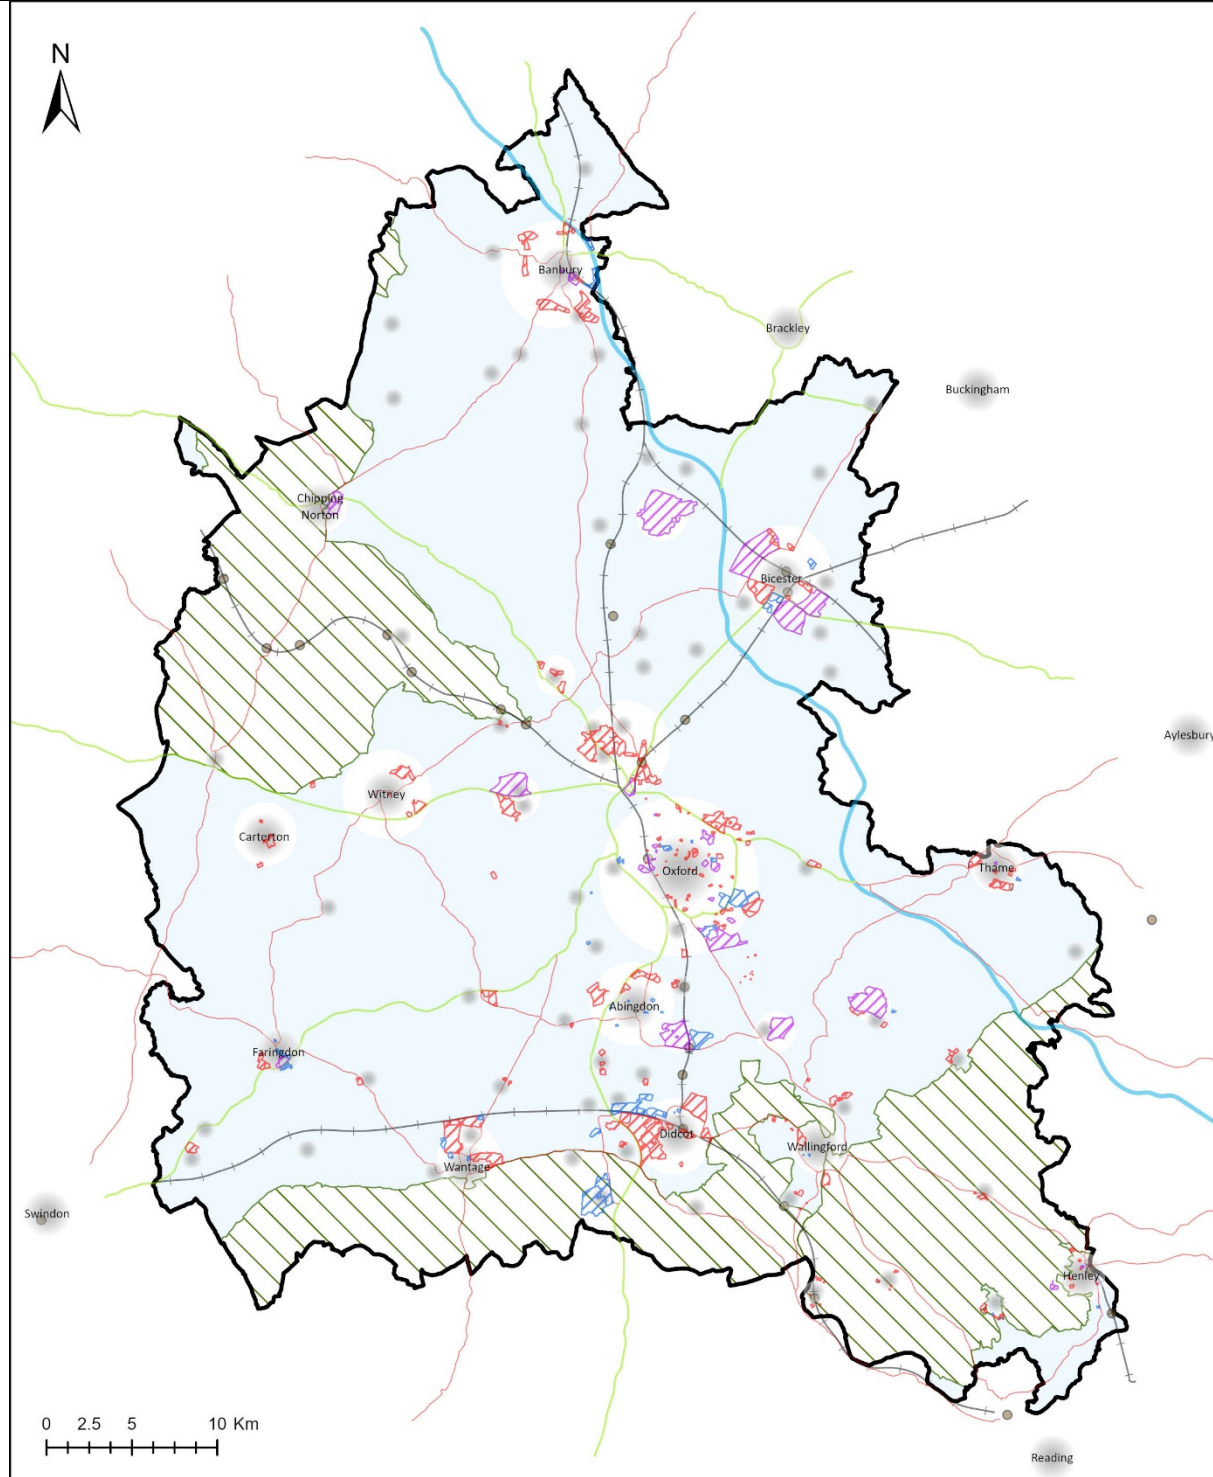 N
Banbury
Brackley
Buckingham
Chipping
Norton
Bicester
Aylesbury
Witney
Carterton
Oxford
Thame
Abingdon
Faringdon
Didcot
Wallingford
Wantage
Swindon
Henley
0 2.5 5 10 Km
Reading